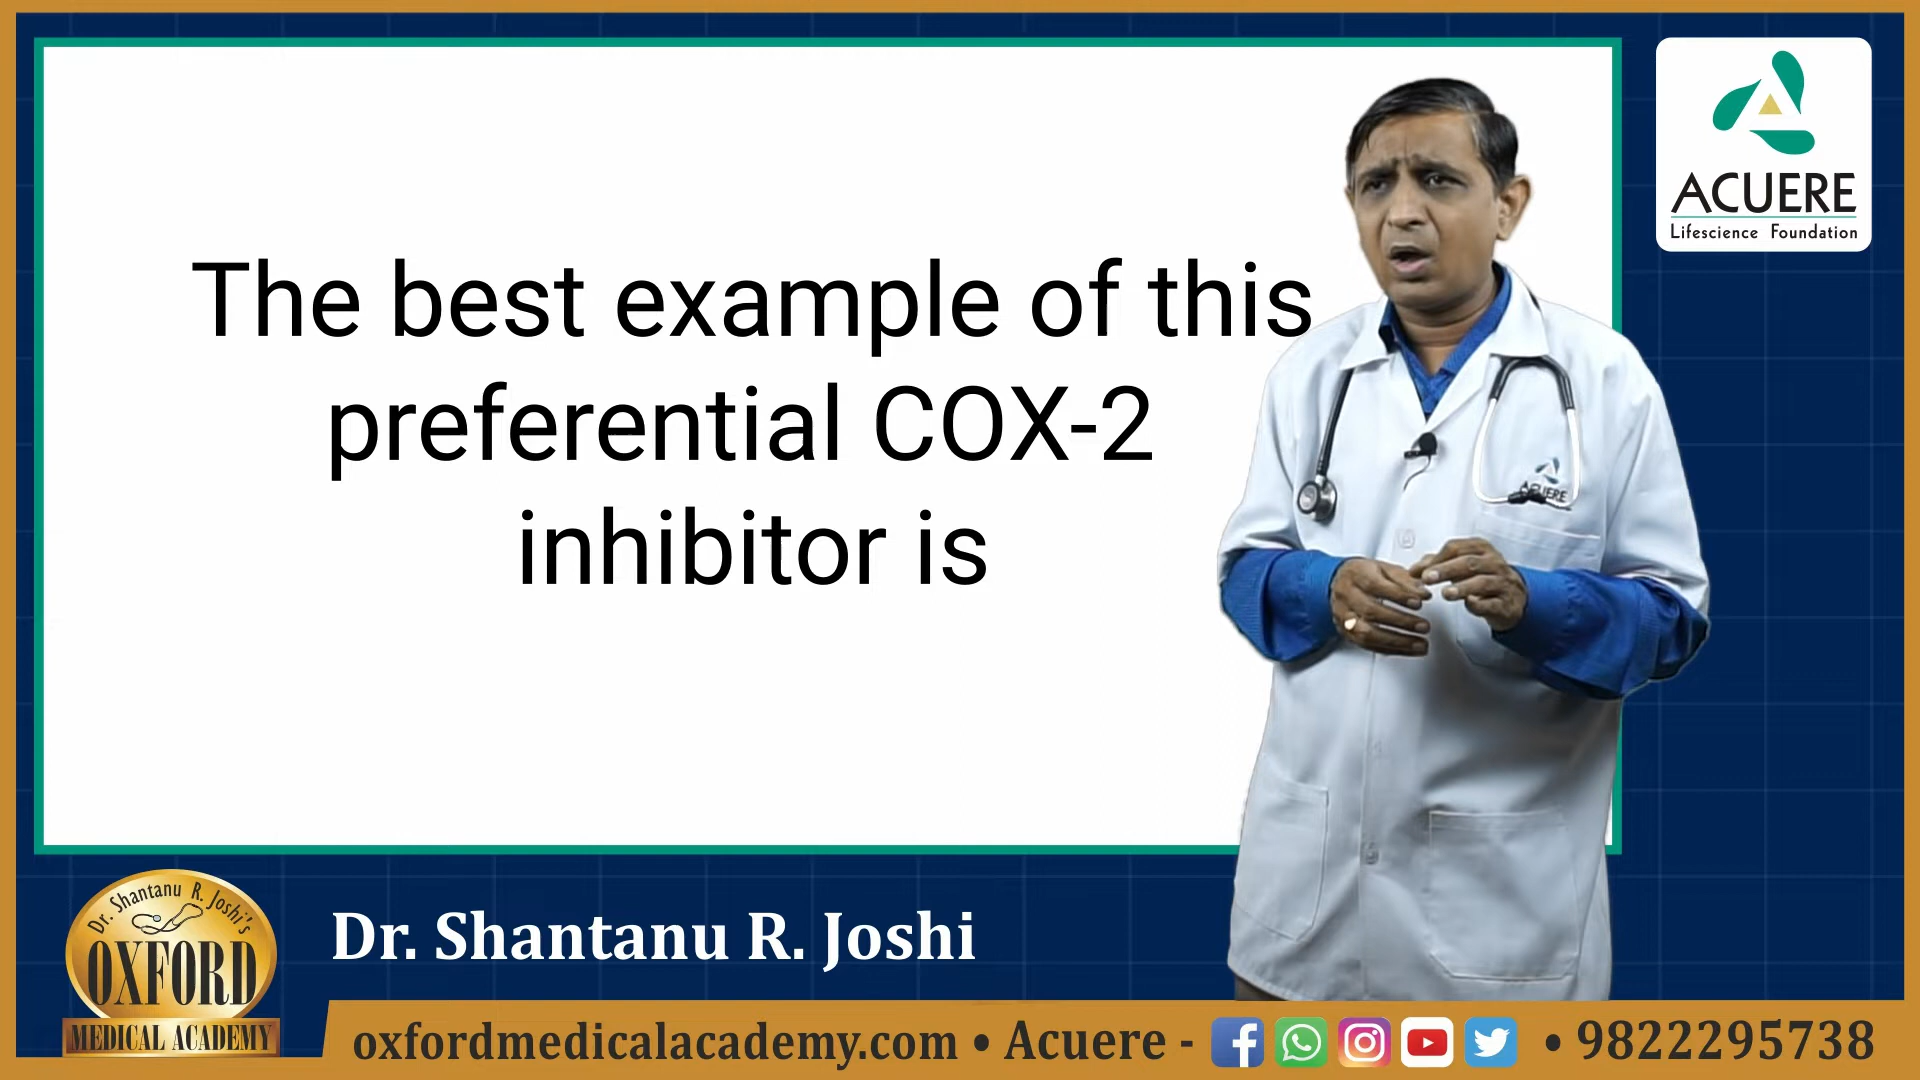 The best example of this
preferential COX-2
inhibitor is
ACUERE
Lifescience Foundation
ACUERE
Dr. Shantanu R. Joshi's
OXFORD
MEDICAL ACADEMY
Dr. Shantanu R. Joshi
oxfordmedicalacademy.com • Acuere - • 9822295738